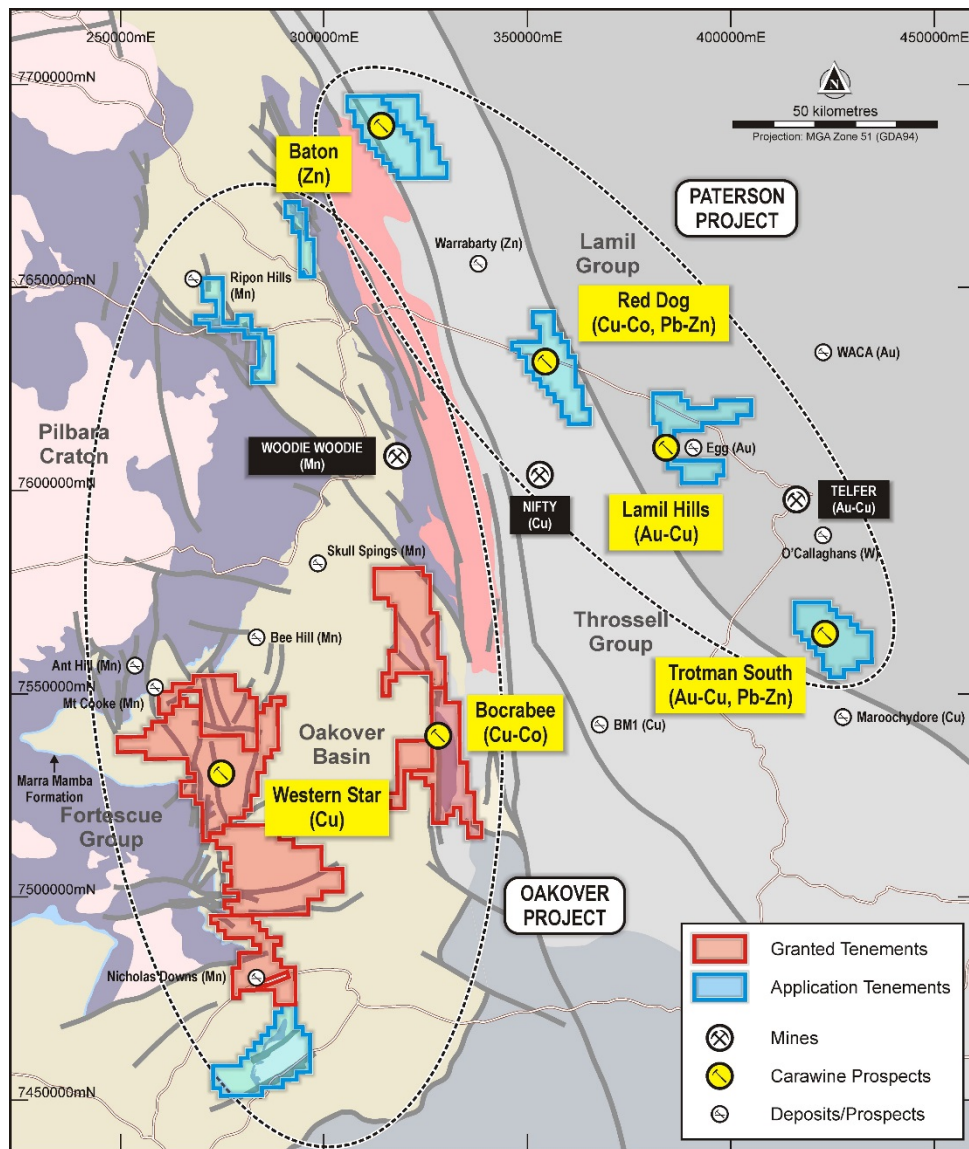 250000mE
300000mE
350000mE
400000mE
450000mE
7700000mN
N
50 kilometres
Projection: MGA Zone 51 (GDA94)
Baton
(Zn)
PATERSON
PROJECT
Warrabarty (Zn)
Lamil
Group
7650000mN
Ripon Hills
(Mn)
Red Dog
(Cu-Co, Pb-Zn)
WACA (Au)
Pilbara
Craton
WOODIE WOODIE
(Mn)
Egg (Au)
7600000mN
NIFTY
(Cu)
TELFER
(Au-Cu)
Lamil Hills
(Au-Cu)
O'Callaghans (W)
Skull Spings (Mn)
Throssell
Group
Bee Hill (Mn)
Ant Hill (Mn)
7550000mN
Mt Cooke (Mn)
Trotman South
(Au-Cu, Pb-Zn)
Bocrabee
(Cu-Co)
BM1 (Cu)
Maroochydore (Cu)
Oakover
Basin
Marra Mamba
Formation
Western Star
(Cu)
Fortescue
Group
7500000mN
OAKOVER
PROJECT
Nicholas Downs (Mn)
7450000mN
Granted Tenements
Application Tenements
Mines
Carawine Prospects
Deposits/Prospects